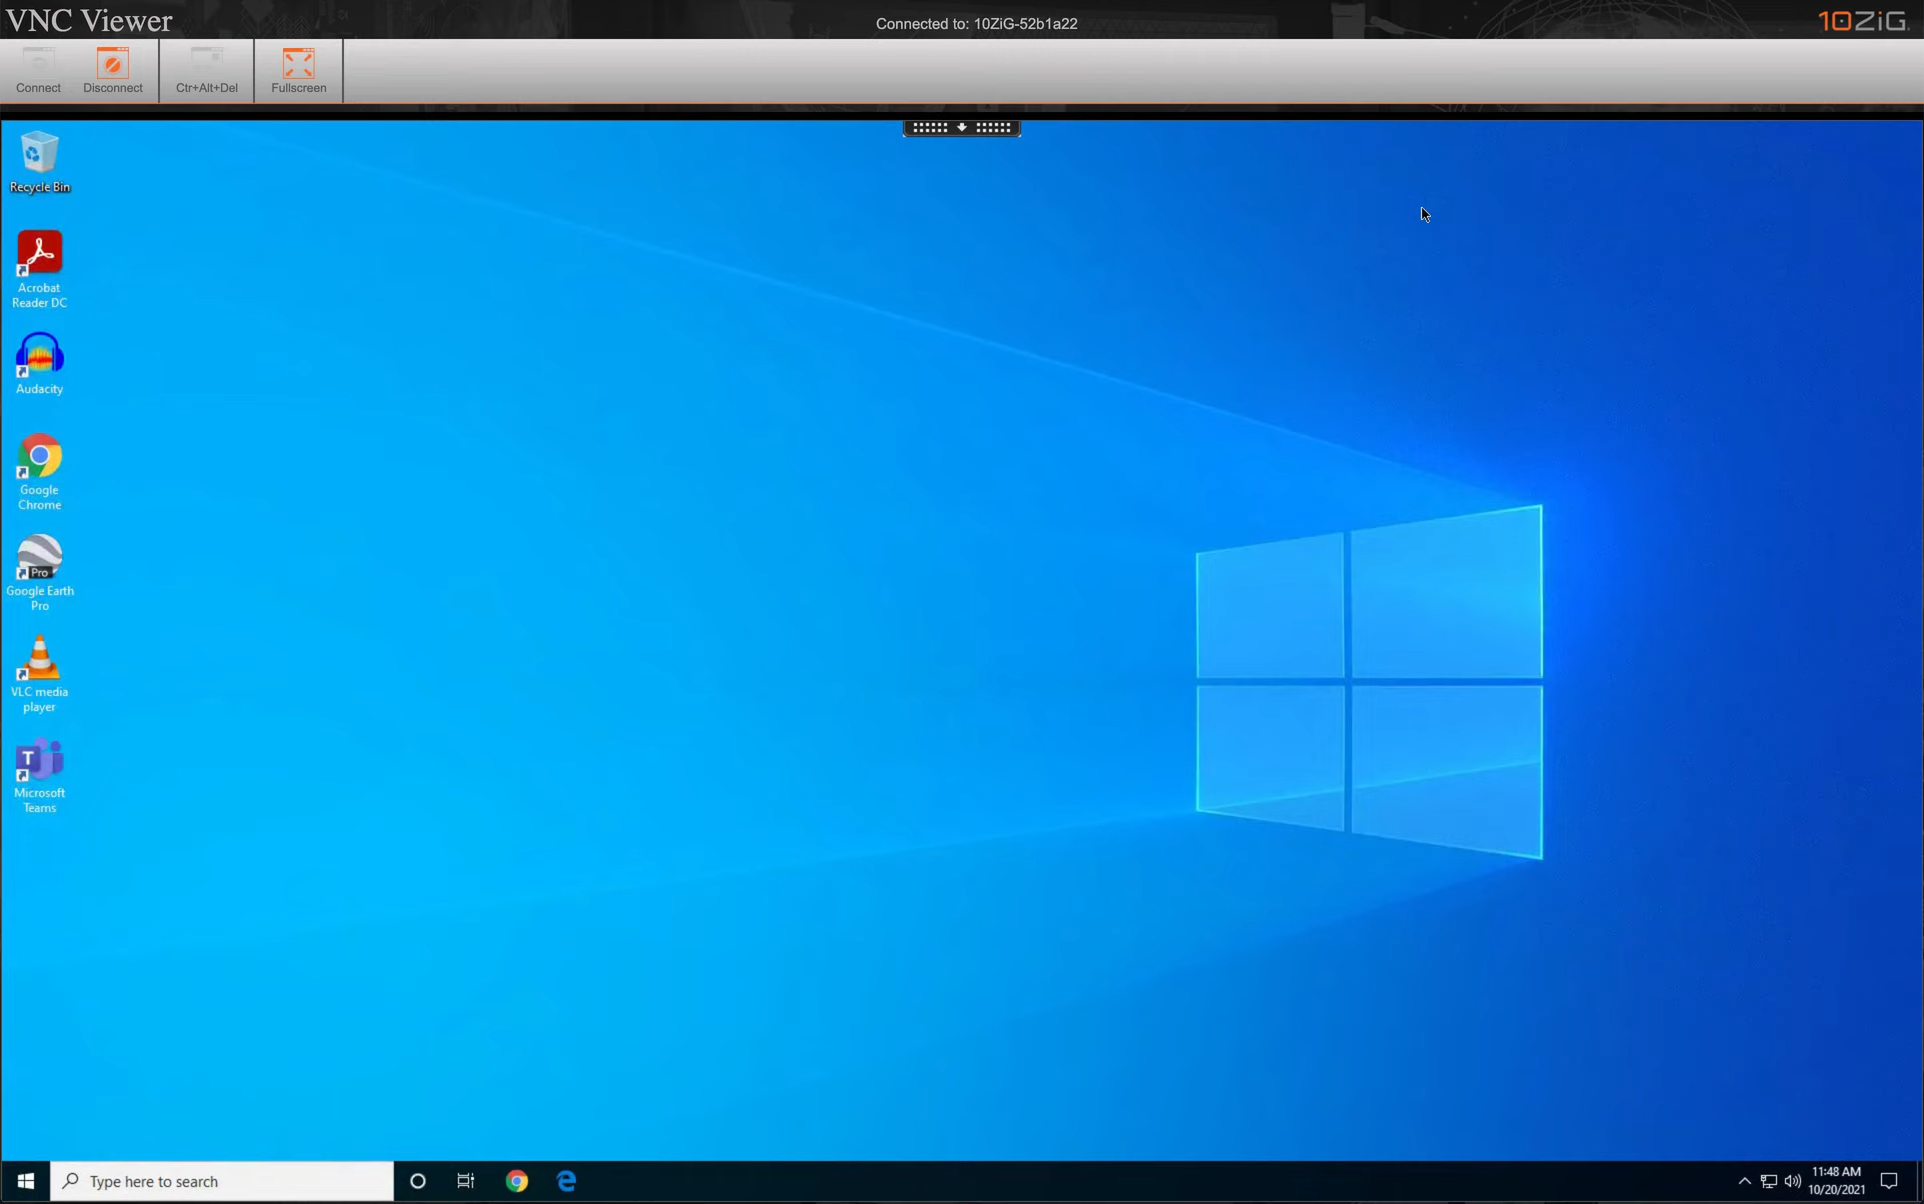 VNC Viewer
Connected to: 10ZiG-52b1a22
10ZiG
Connect
Disconnect
Ctr+Alt+Del
Fullscreen
Recycle Bin
Acrobat
Reader DC
Audacity
Google
Chrome
Pro
Google Earth
Pro
VLC media
player
T
Microsoft
Teams
Type here to search
11:48 AM
10/20/2021